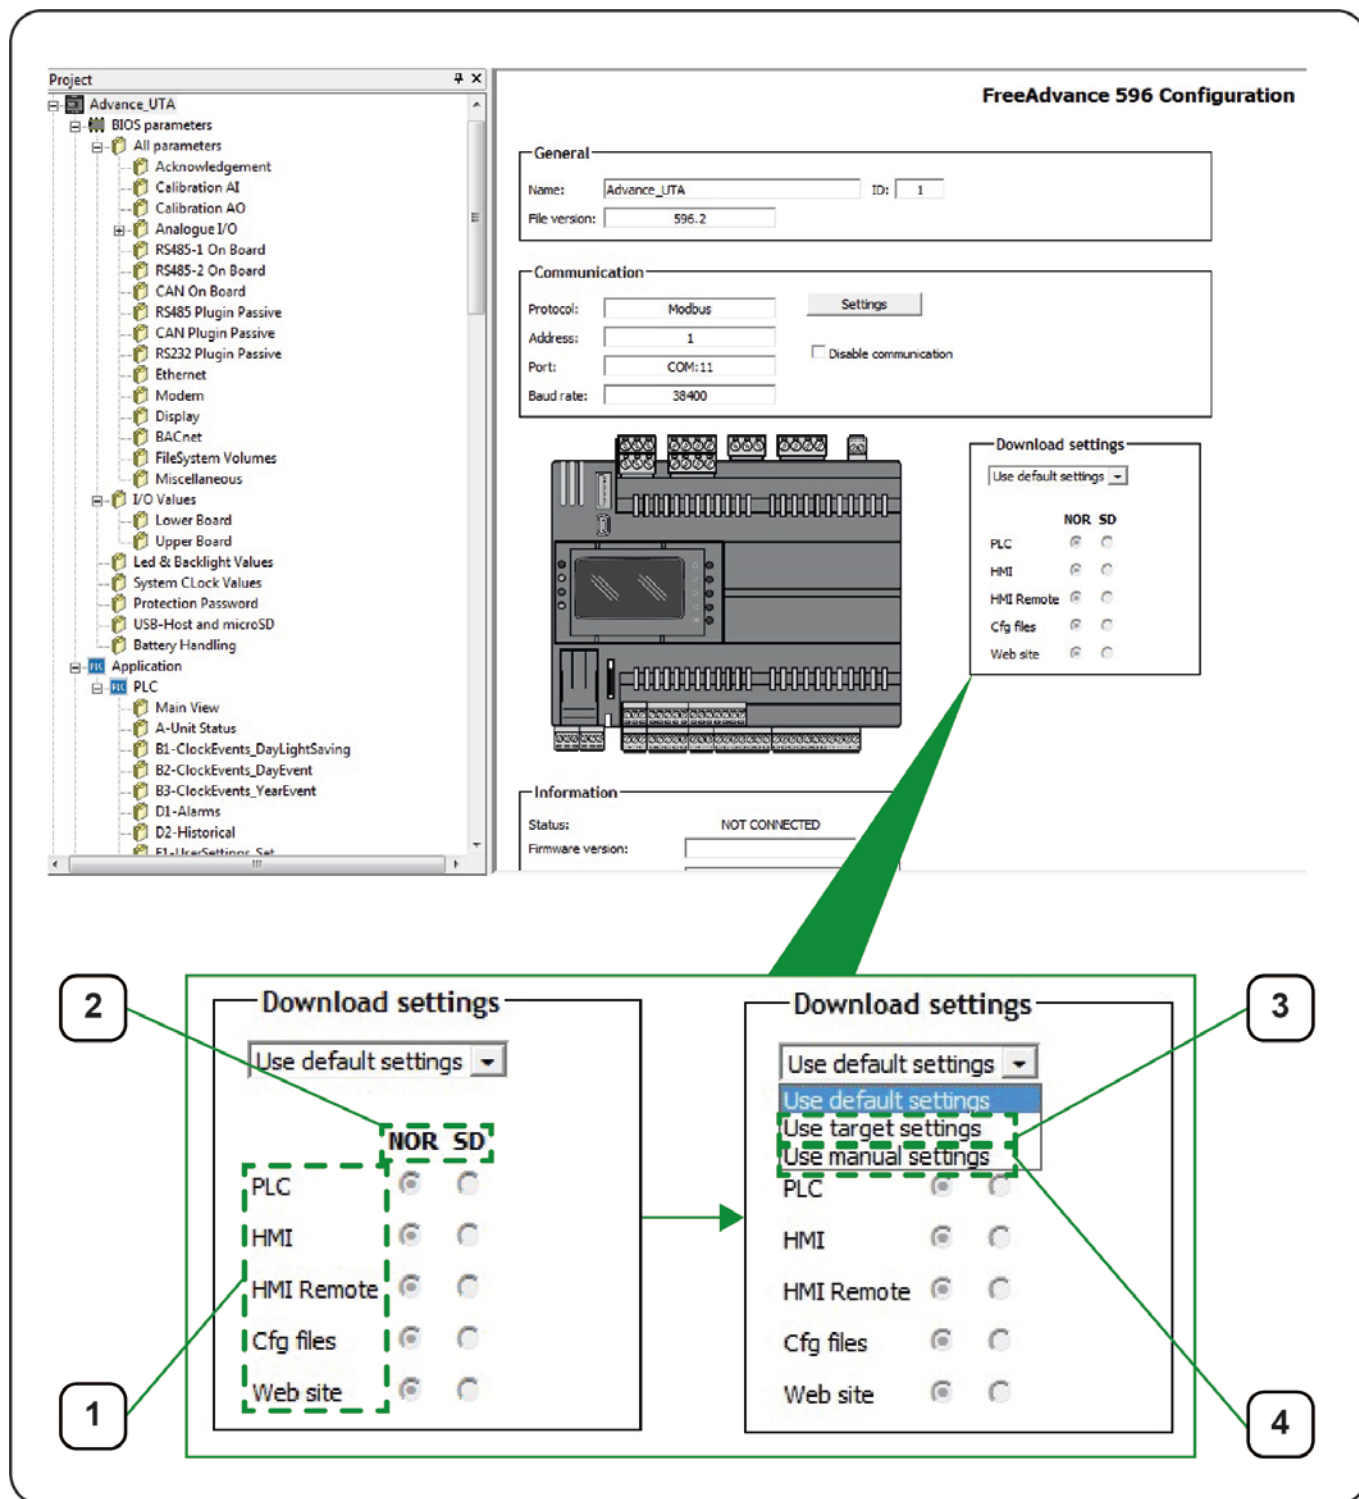 Project
Advance_UTA
BIOS parameters
All parameters
Acknowledgement
Calibration AI
Calibration AO
Analogue I/O
RS485-1 On Board
RS485-2 On Board
CAN On Board
RS485 Plugin Passive
CAN Plugin Passive
RS232 Plugin Passive
Ethernet
Modem
Display
BACnet
FileSystem Volumes
Miscellaneous
I/O Values
Lower Board
Upper Board
Led & Backlight Values
System CLock Values
Protection Password
USB-Host and microSD
Battery Handling
PLC Application
PLC PLC
Main View
A-Unit Status
B1-ClockEvents_DayLightSaving
B2-ClockEvents_DayEvent
B3-ClockEvents_YearEvent
D1-Alarms
D2-Historical
E1-UserSettings_Set
FreeAdvance 596 Configuration
General
Name: Advance_UTA ID: 1
File version: 596.2
Communication
Protocol: Modbus Settings
Address: 1
Disable communication
Port: COM:11
Baud rate: 38400
Download settings
Use default settings
NOR SD
PLC
HMI
HMI Remote
Cfg files
Web site
Information
Status: NOT CONNECTED
Firmware version:
2
1
Download settings
Use default settings
NOR SD
PLC
HMI
HMI Remote
Cfg files
Web site
Download settings
Use default settings
Use default settings
Use target settings
Use manual settings
PLC
HMI
HMI Remote
Cfg files
Web site
3
4